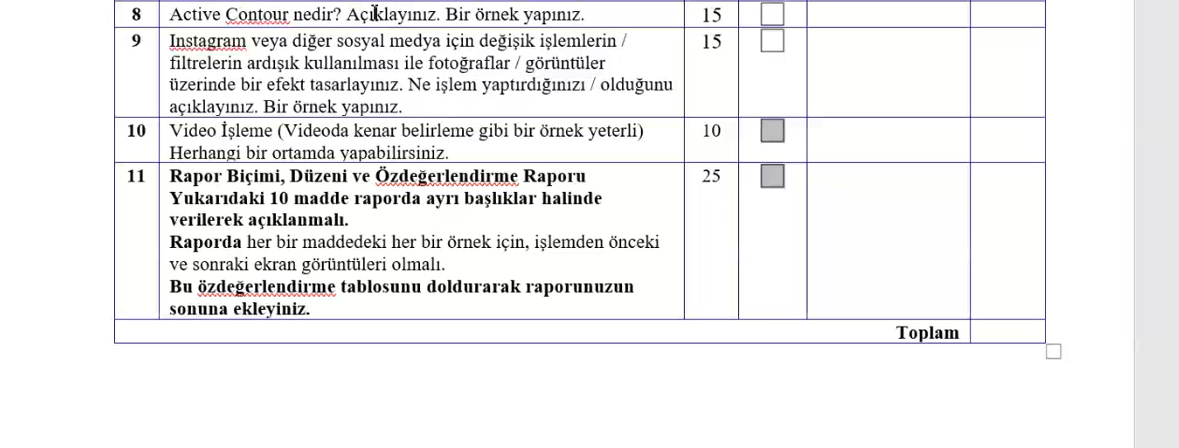 8 Active Contour nedir? Açıklayınız. Bir örnek yapınız. 15
9 Instagram veya diğer sosyal medya için değişik işlemlerin / 15
filtrelerin ardışık kullanılması ile fotoğraflar / görüntüler
üzerinde bir efekt tasarlayınız. Ne işlem yaptırdığınızı / olduğunu
açıklayınız. Bir örnek yapınız.
10 Video İşleme (Videoda kenar belirleme gibi bir örnek yeterli) 10
Herhangi bir ortamda yapabilirsiniz.
11 Rapor Biçimi, Düzeni ve Özdeğerlendirme Raporu 25
Yukarıdaki 10 madde raporda ayrı başlıklar halinde
verilerek açıklanmalı.
Raporda her bir maddedeki her bir örnek için, işlemden önceki
ve sonraki ekran görüntüleri olmalı.
Bu özdeğerlendirme tablosunu doldurarak raporunuzun
sonuna ekleyiniz.
Toplam